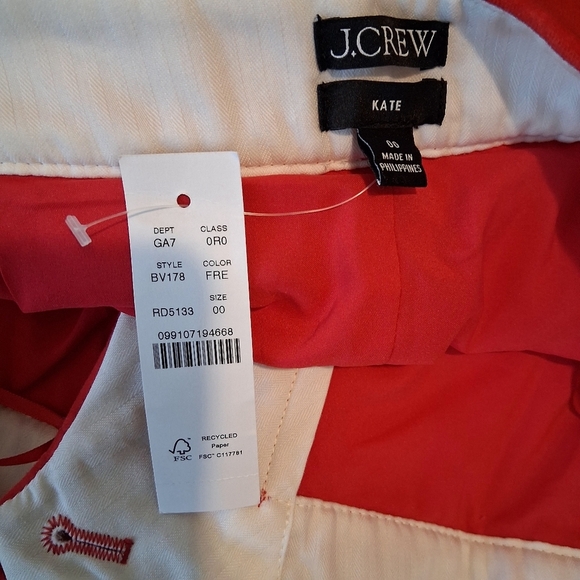 J.CREW
KATE
00
MADE IN
PHILIPPINES
DEPT CLASS
GA7 0R0
STYLE COLOR
BV178 FRE
SIZE
RD5133 00
099107194668
RECYCLED
Paper
FSC
FSC® C117761